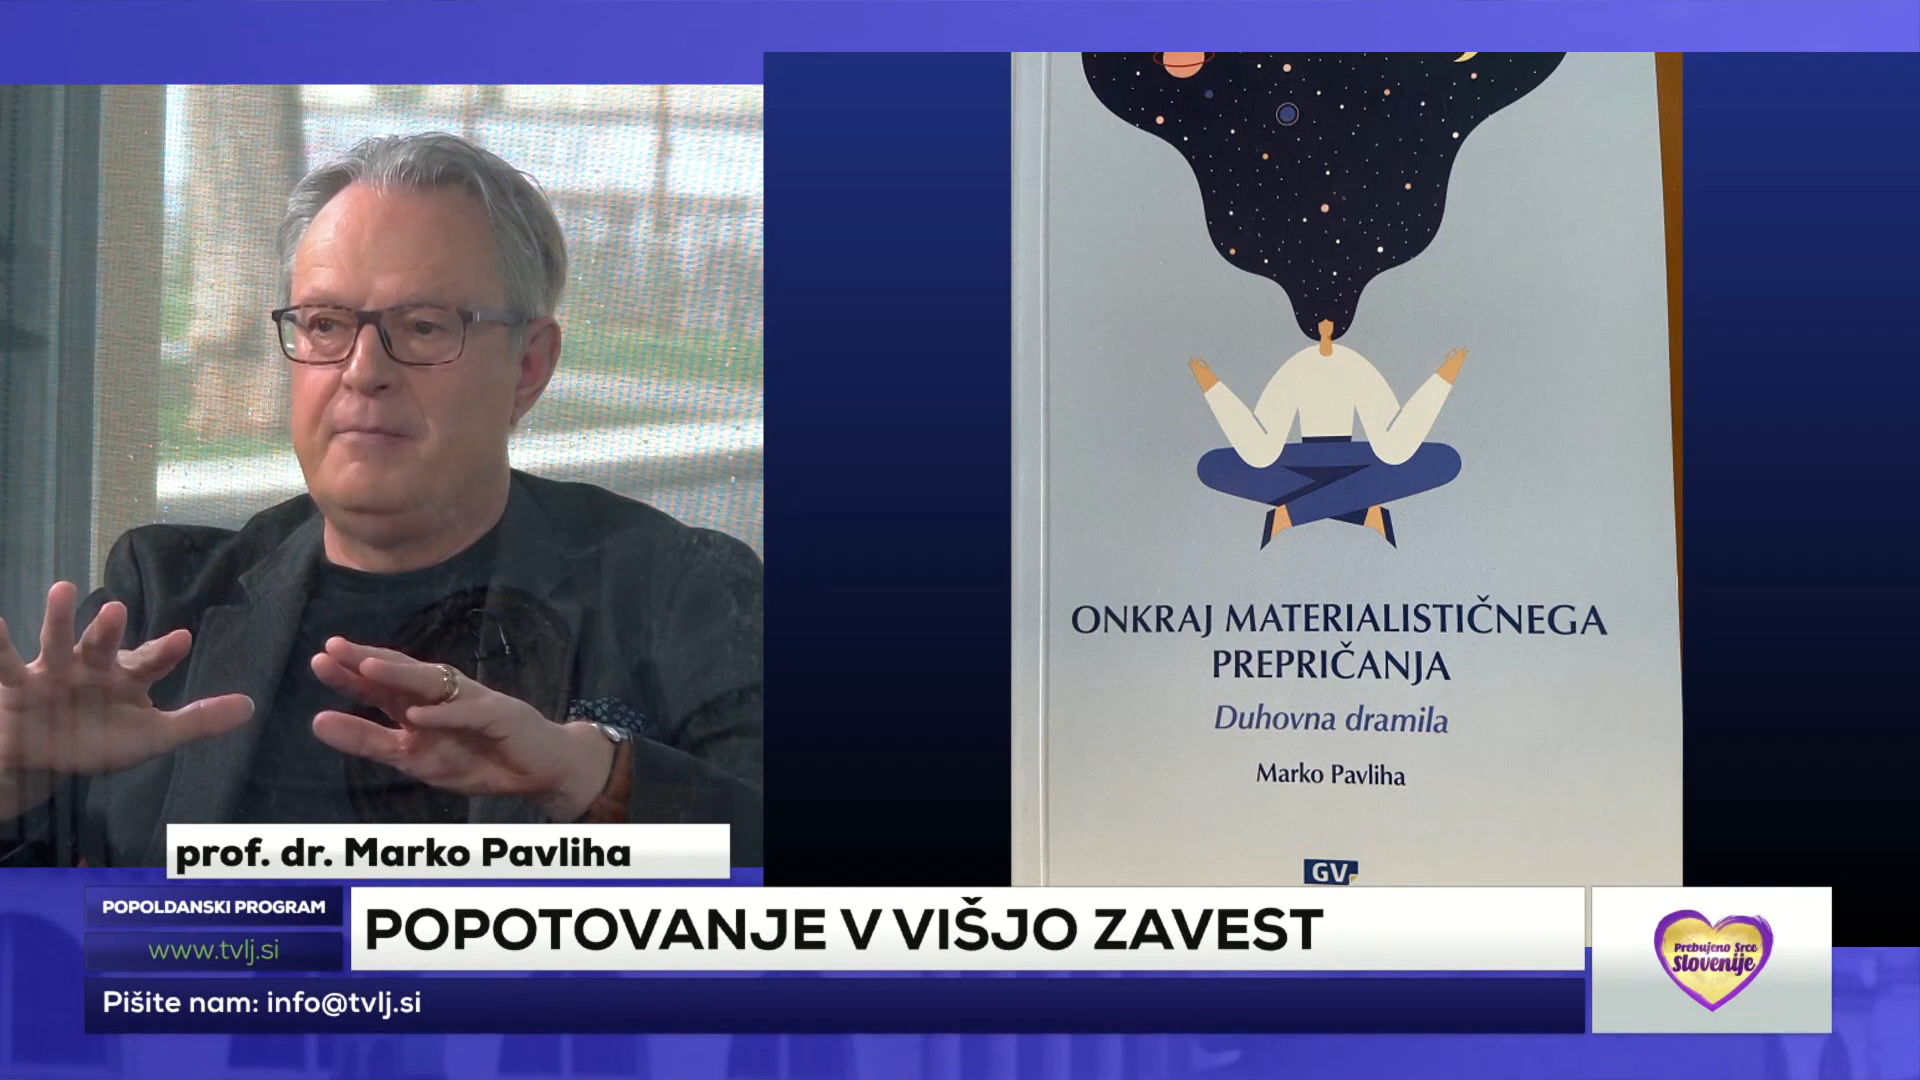 ONKRAJ MATERIALISTIČNEGA
PREPRIČANJA
Duhovna dramila
Marko Pavliha
GV
prof. dr. Marko Pavliha
POPOLDANSKI PROGRAM
www.tvlj.si
POPOTOVANJE V VIŠJO ZAVEST
Pišite nam: info@tvlj.si
Prebujeno Srce
Slovenije